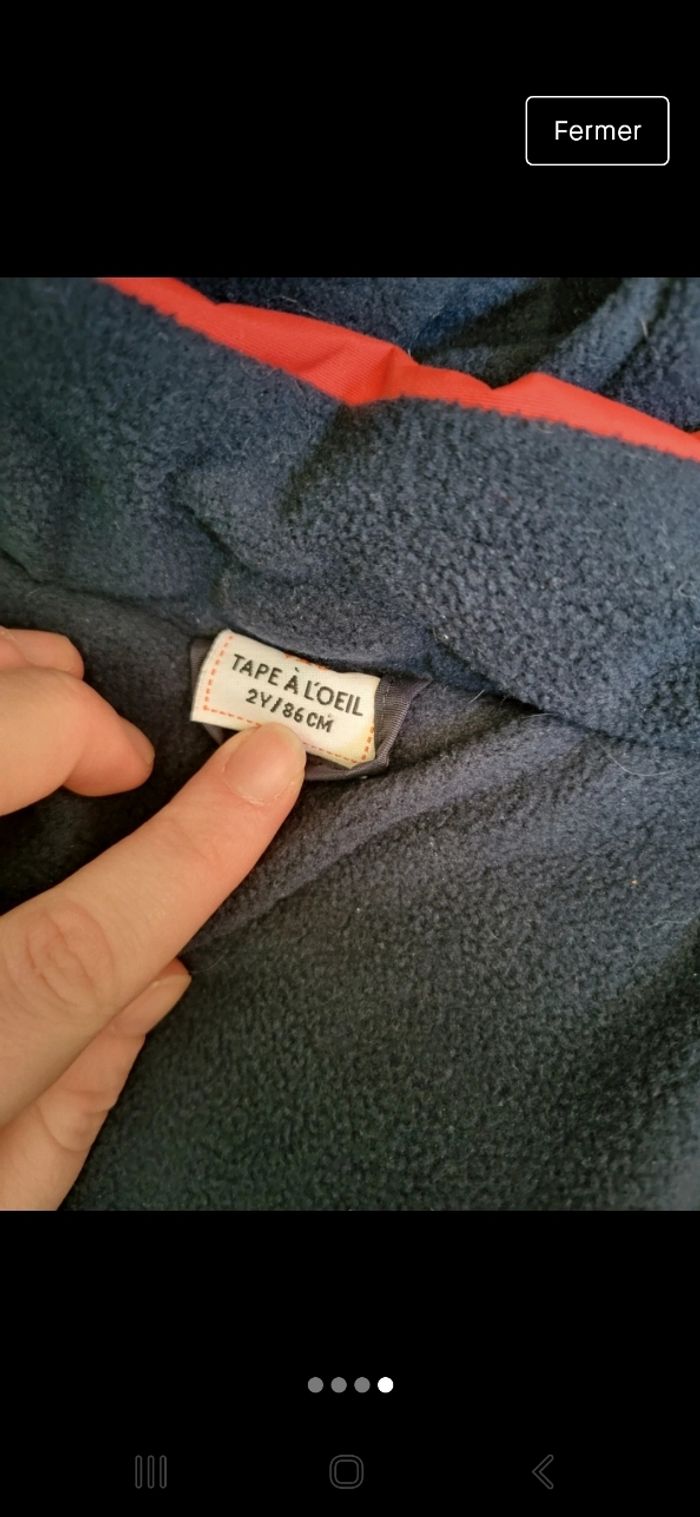 Fermer
TAPE À L'OEIL
2Y/86CM